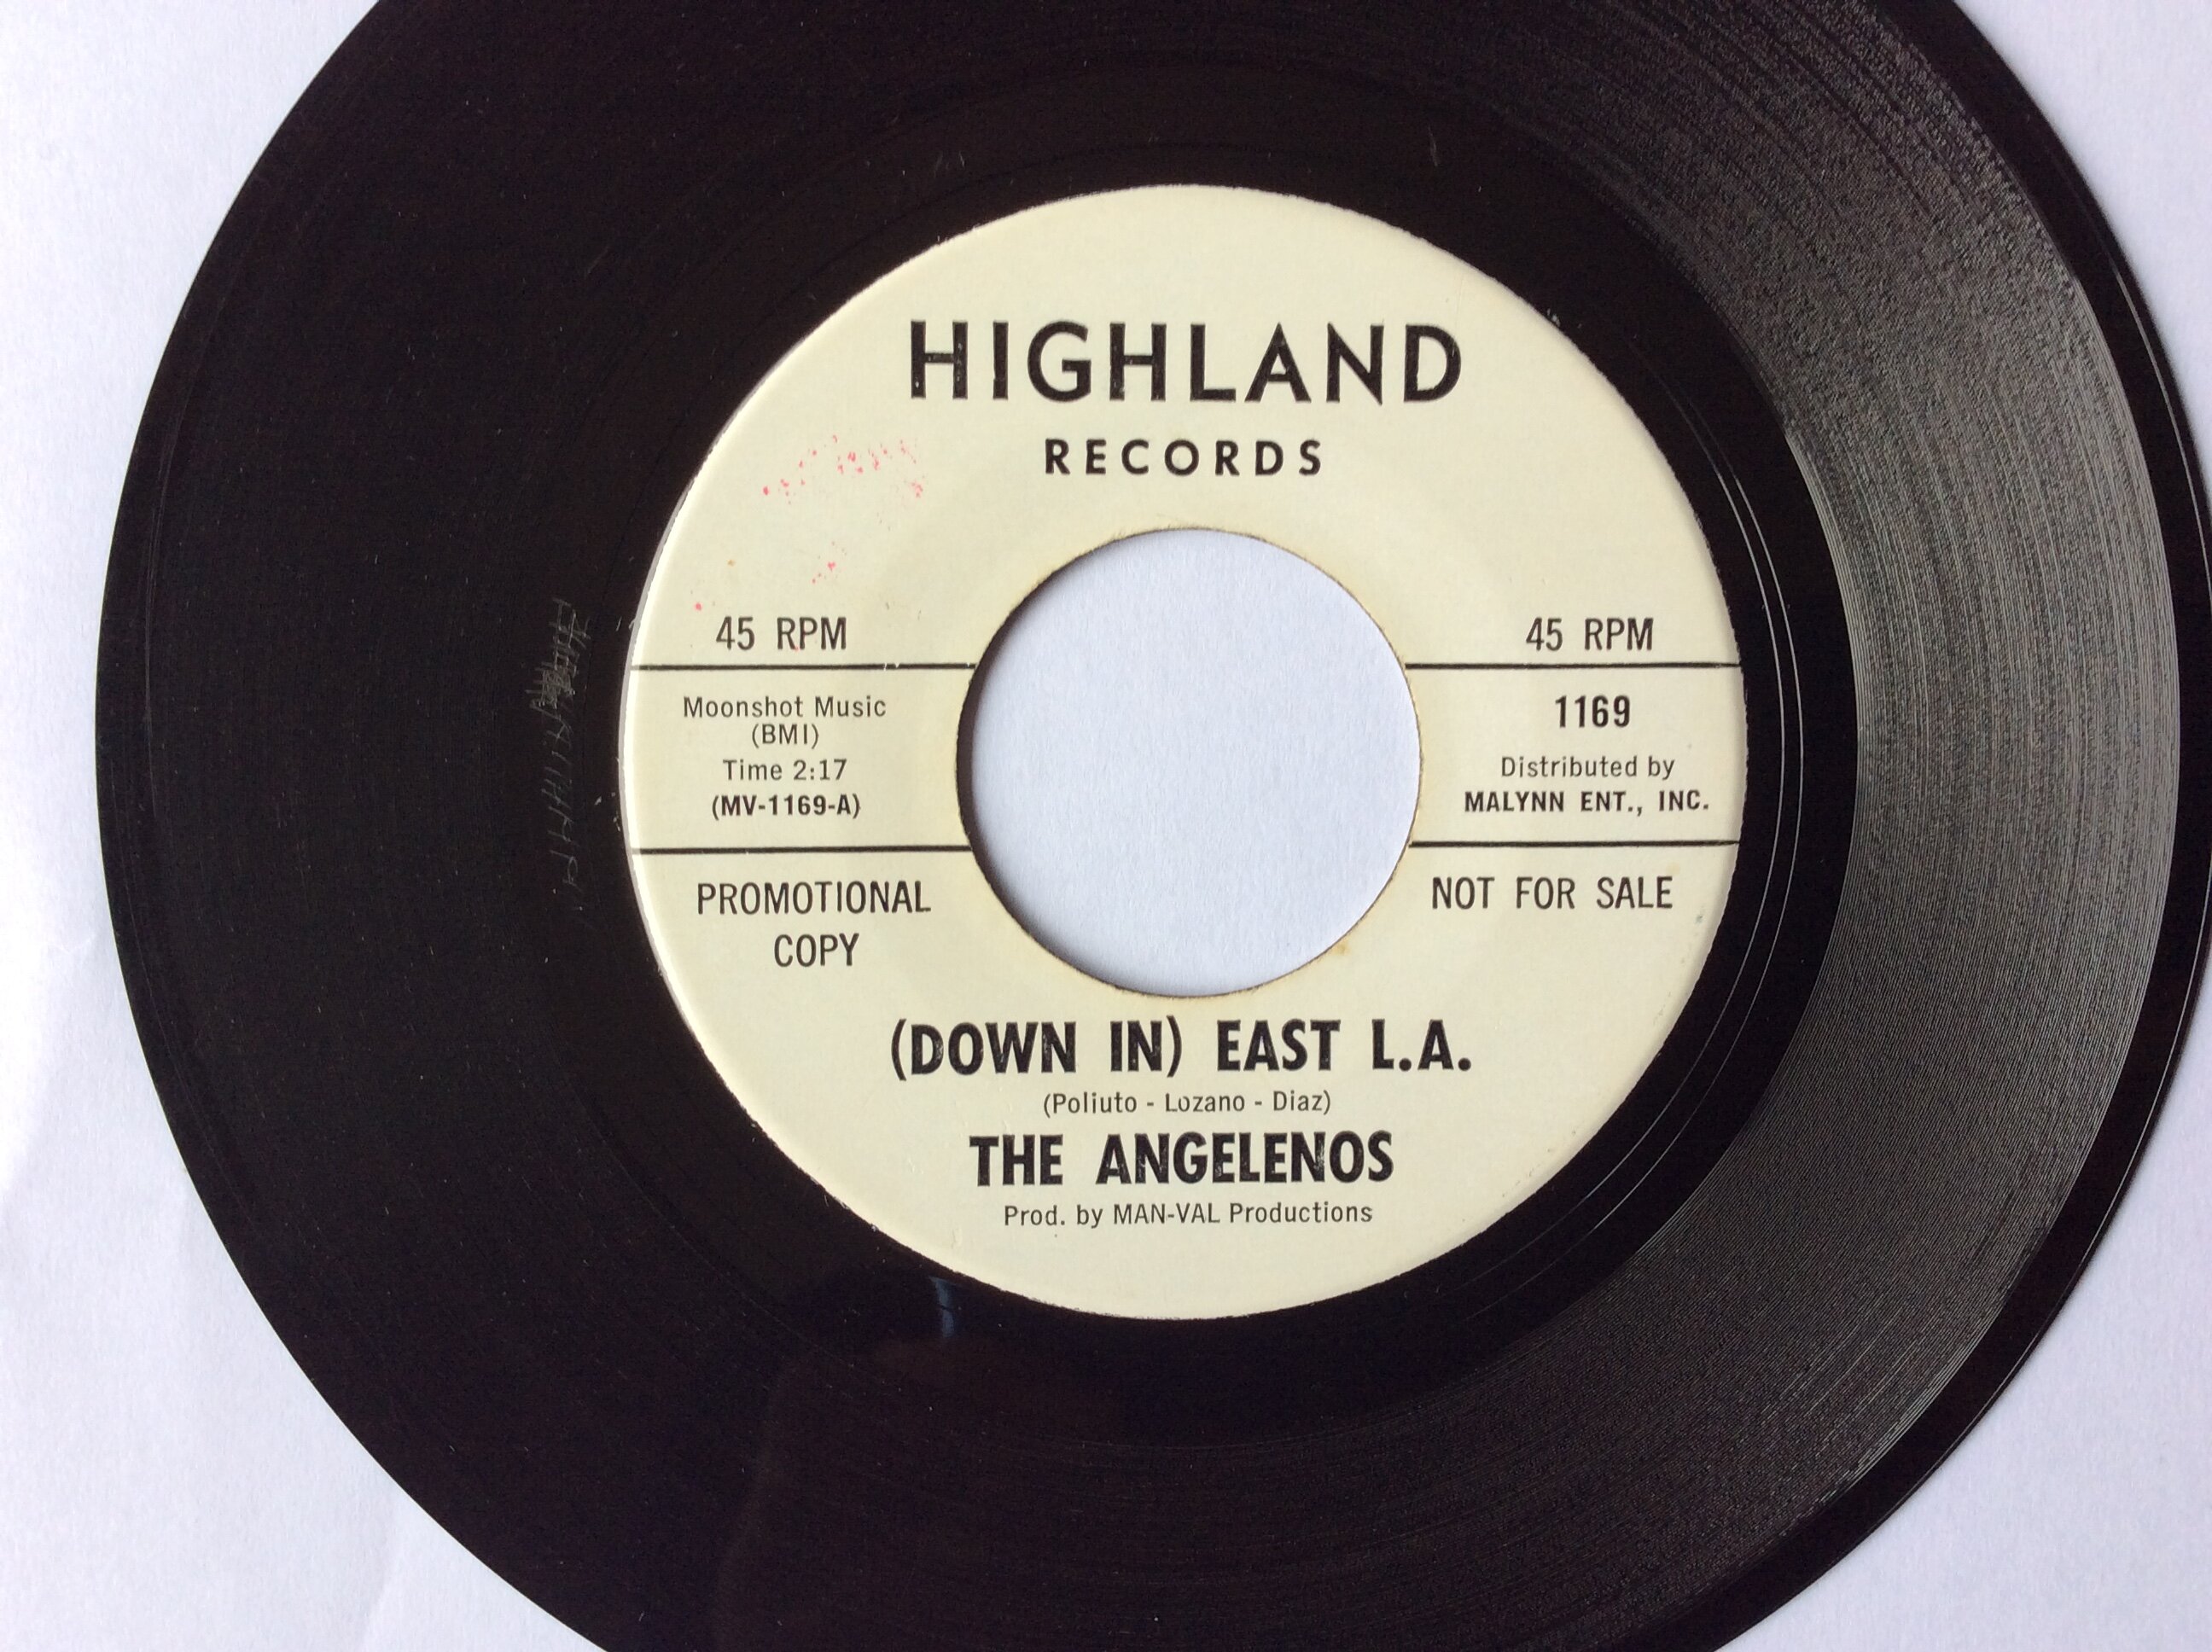 HIGHLAND
RECORDS
45 RPM
45 RPM
Moonshot Music
(BMI)
Time 2:17
(MV-1169-A)
1169
Distributed by
MALYNN ENT., INC.
PROMOTIONAL
COPY
NOT FOR SALE
(DOWN IN) EAST L.A.
(Poliuto - Lozano - Diaz)
THE ANGELENOS
Prod. by MAN-VAL Productions